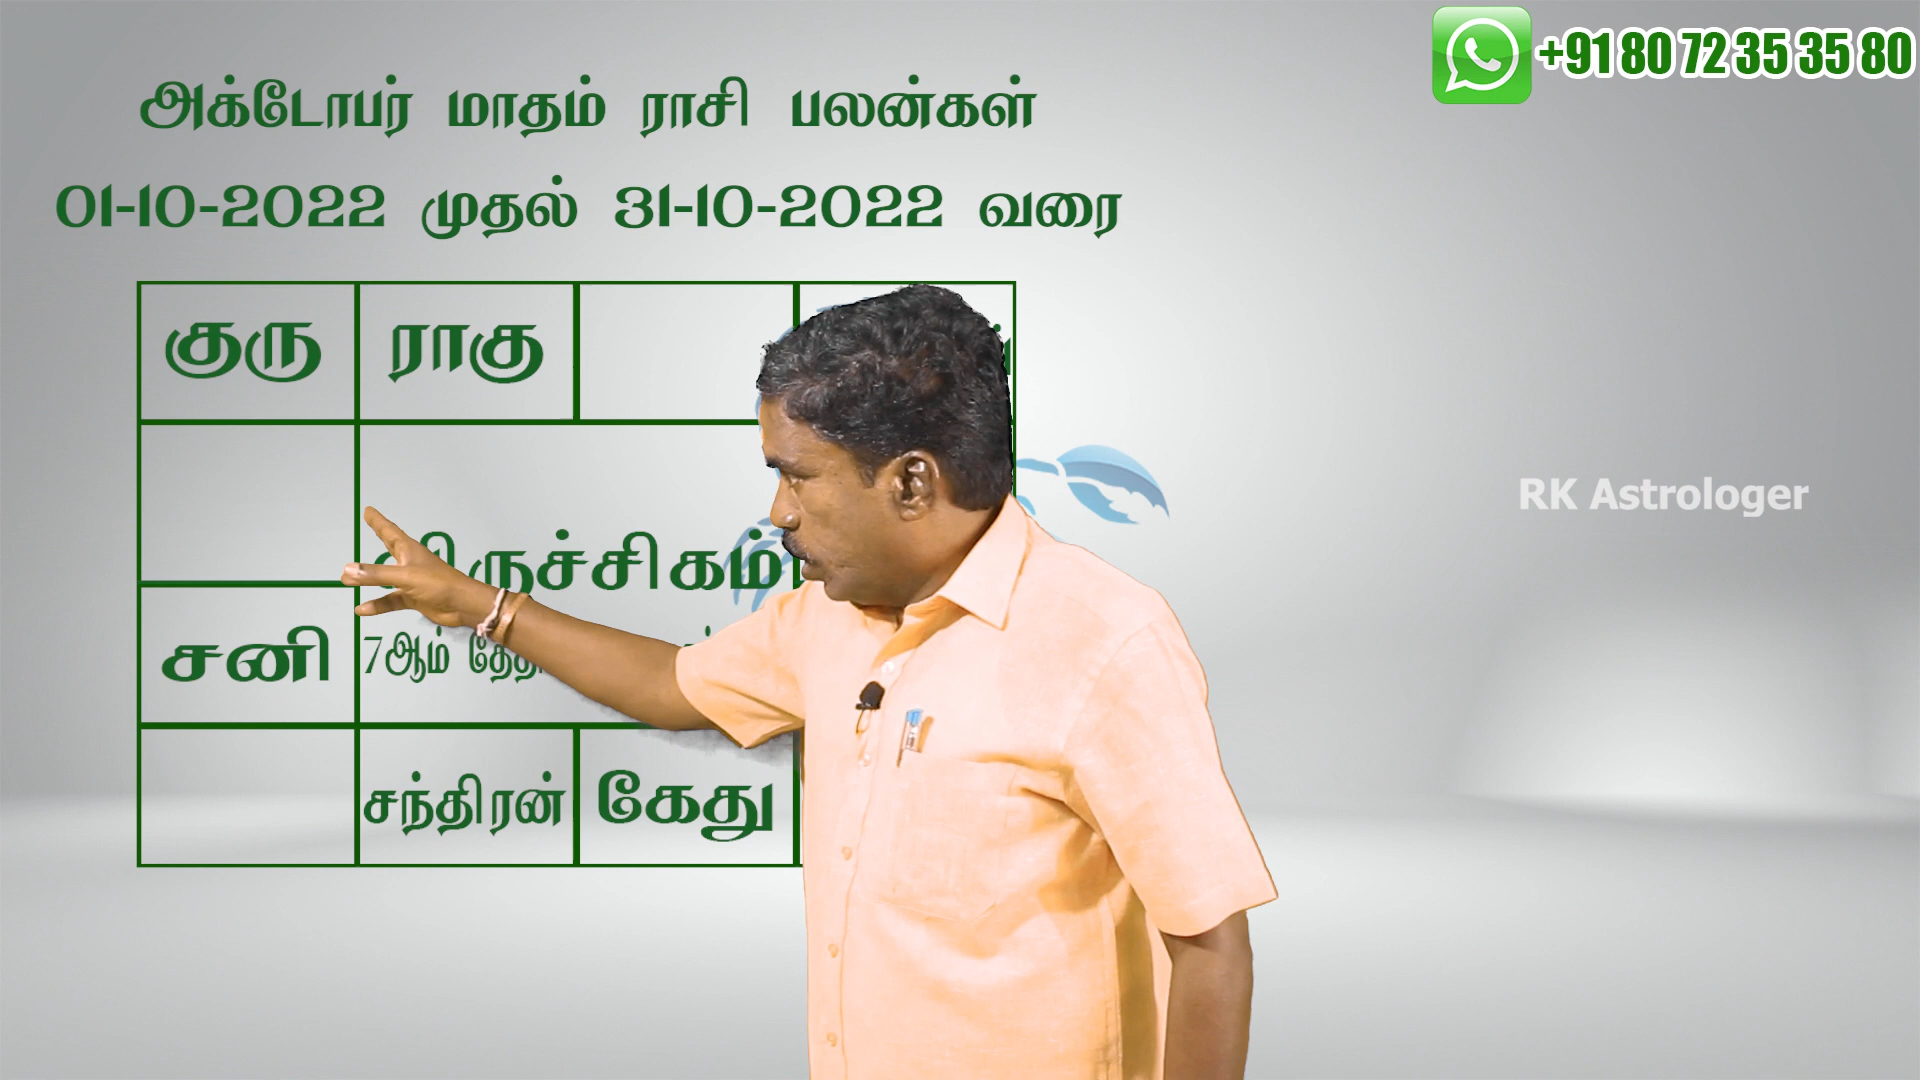 +91 80 72 35 35 80
அக்டோபர் மாதம் ராசி பலன்கள்
01-10-2022 முதல் 31-10-2022 வரை
குரு ராகு
RK Astrologer
விருச்சிகம்
சனி
7ஆம்
சந்திரன் கேது